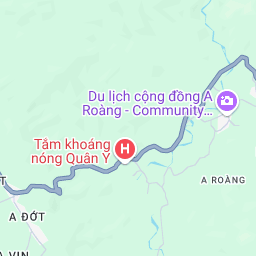 Du lịch cộng đồng A
Roàng - Community...
Tắm khoáng
nóng Quân Y
H
A ROÀNG
A ĐỚT
A VIN